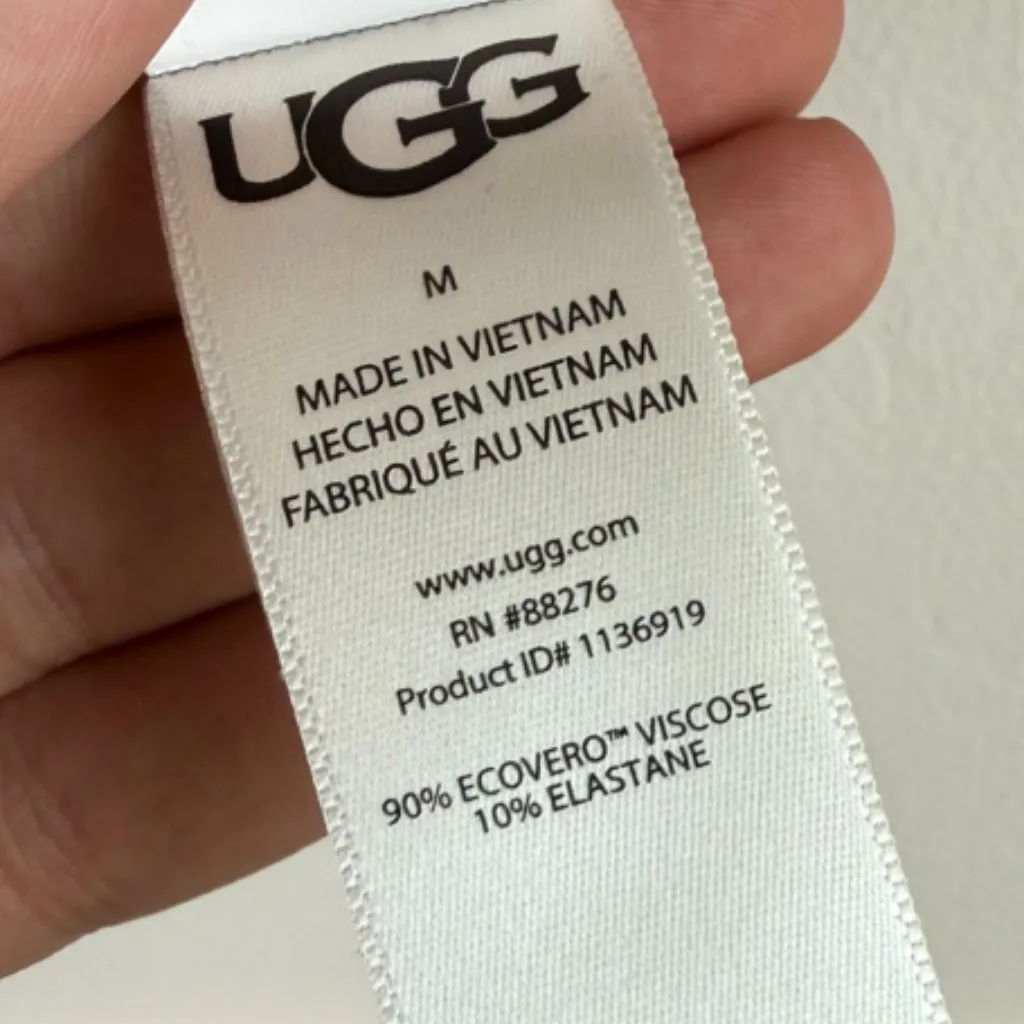 UGG
M
MADE IN VIETNAM
HECHO EN VIETNAM
FABRIQUÉ AU VIETNAM
www.ugg.com
RN #88276
Product ID# 1136919
90% ECOVERO™ VISCOSE
10% ELASTANE